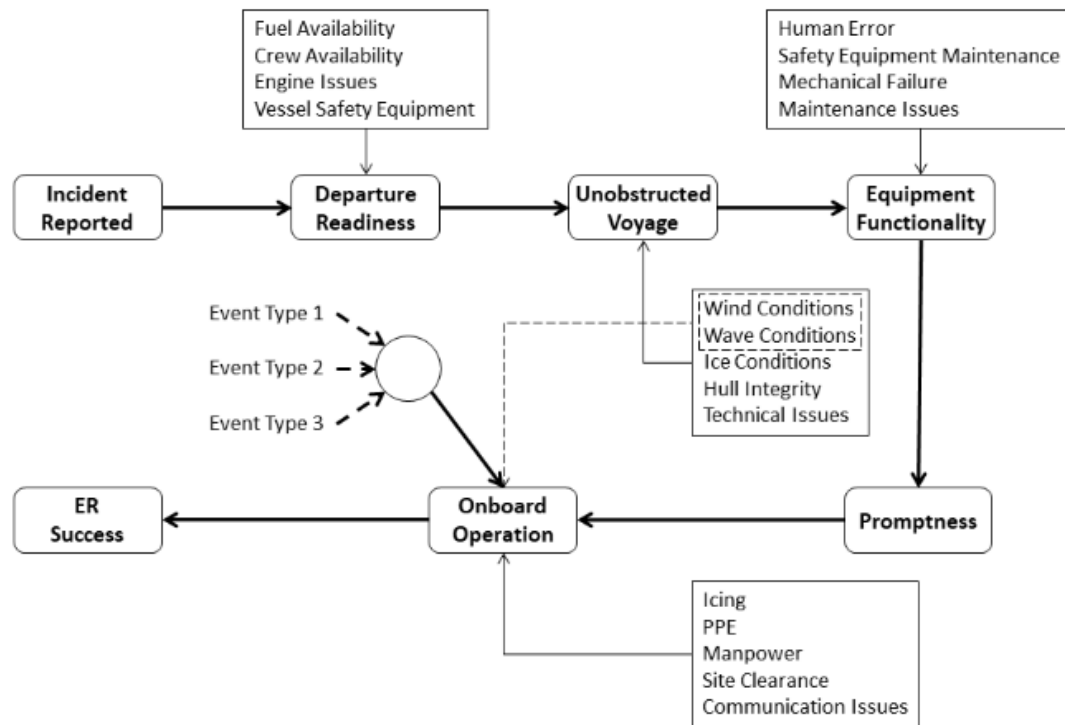 Fuel Availability
Crew Availability
Engine Issues
Vessel Safety Equipment
Human Error
Safety Equipment Maintenance
Mechanical Failure
Maintenance Issues
Incident
Reported
Departure
Readiness
Unobstructed
Voyage
Equipment
Functionality
Event Type 1
Event Type 2
Event Type 3
Wind Conditions
Wave Conditions
Ice Conditions
Hull Integrity
Technical Issues
ER
Success
Onboard
Operation
Promptness
Icing
PPE
Manpower
Site Clearance
Communication Issues